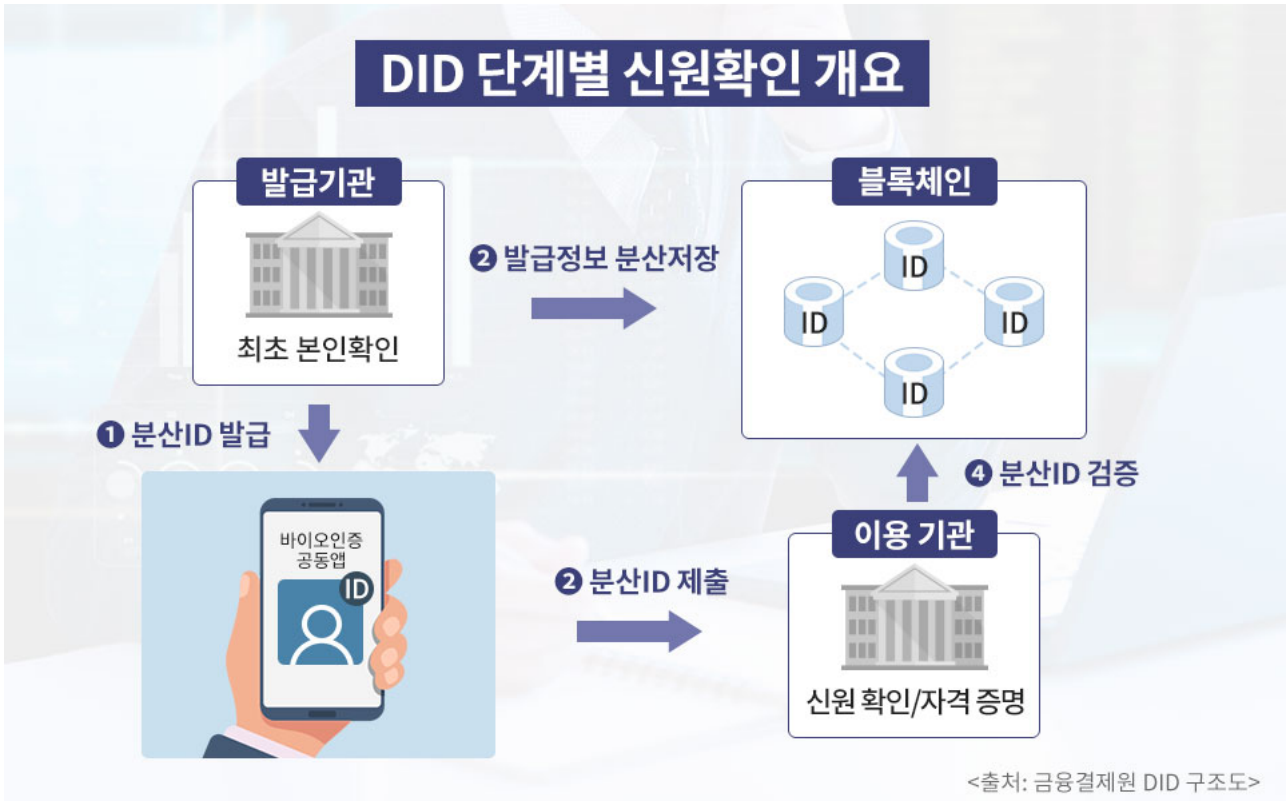 DID 단계별 신원확인 개요
발급기관
최초 본인확인
❷ 발급정보 분산저장
블록체인
ID
ID
ID
ID
❶ 분산ID 발급
바이오인증
공동앱
ID
❷ 분산ID 제출
❹ 분산ID 검증
이용 기관
신원 확인/자격 증명
<출처: 금융결제원 DID 구조도>